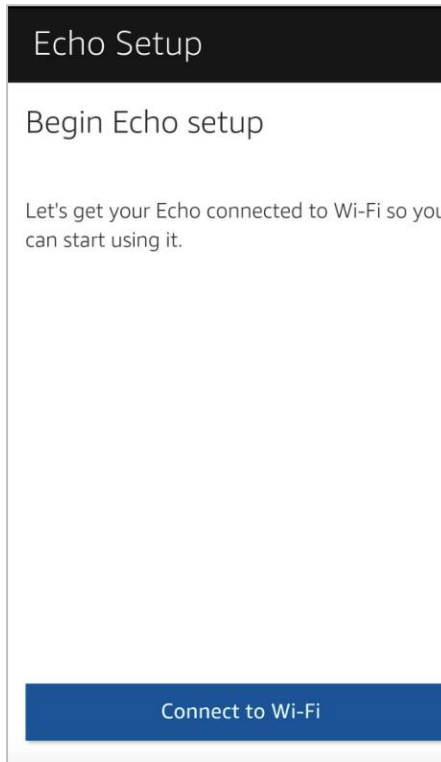 Echo Setup
Begin Echo setup
Let's get your Echo connected to Wi-Fi so you
can start using it.
Connect to Wi-Fi